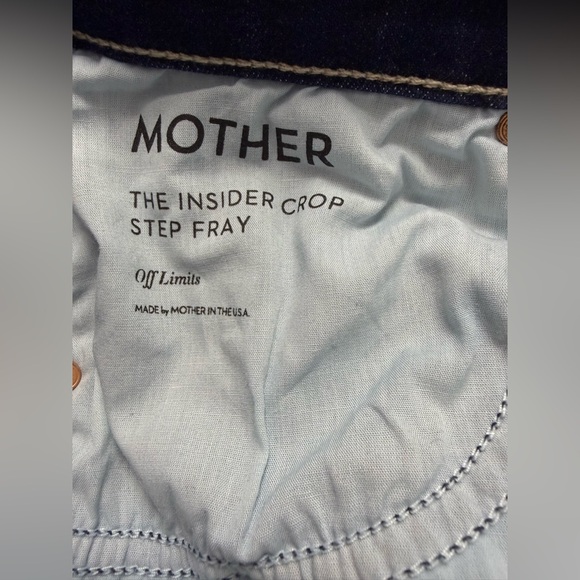 MOTHER
THE INSIDER CROP
STEP FRAY
Off Limits
MADE by MOTHER IN THE U.S.A.